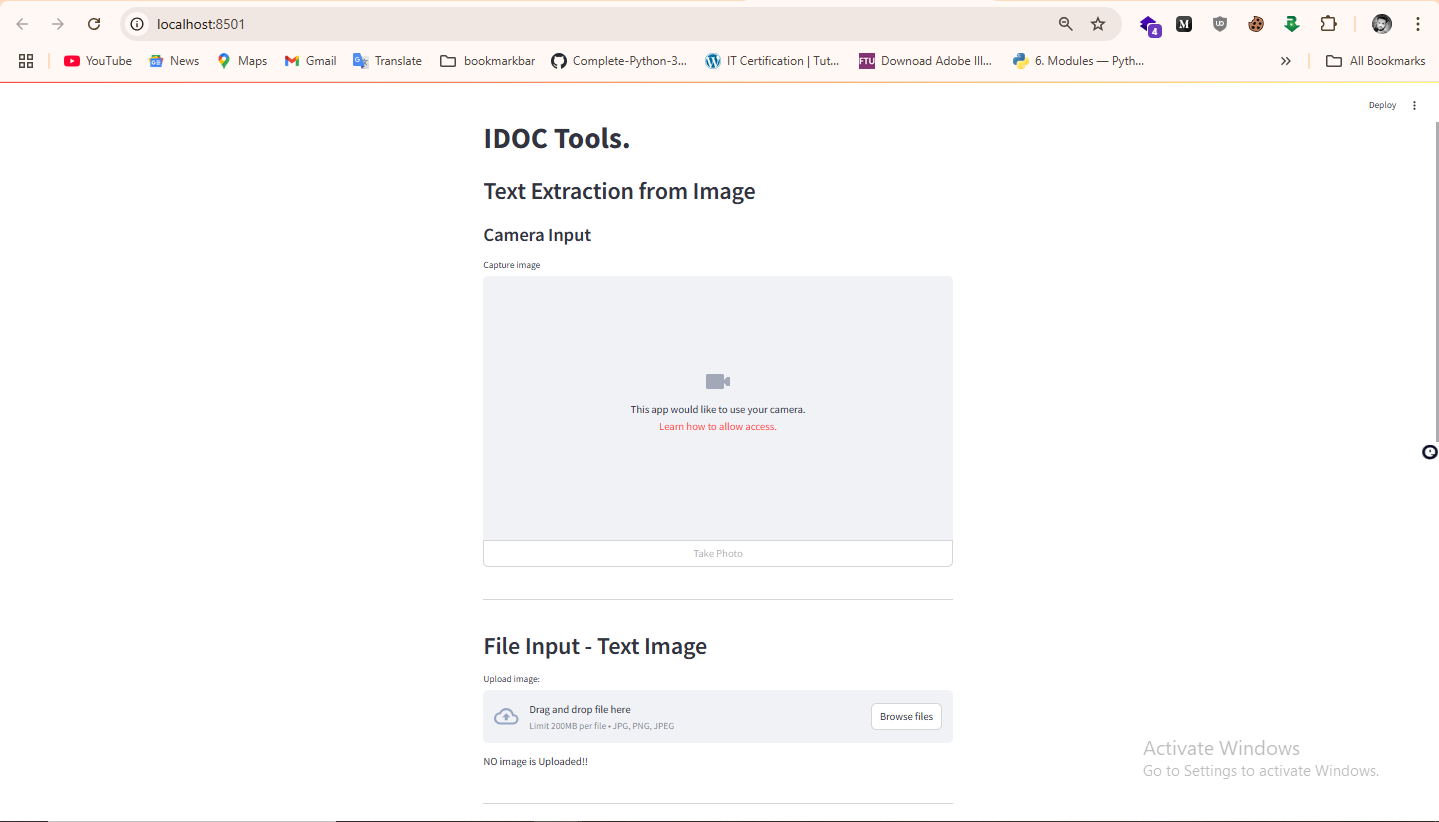 localhost:8501
4
M
UD
YouTube
News
Maps
Gmail
Translate
bookmarkbar
Complete-Python-3...
IT Certification | Tut...
FTU
Downoad Adobe Ill...
6. Modules — Pyth...
All Bookmarks
Deploy
IDOC Tools.
Text Extraction from Image
Camera Input
Capture image
This app would like to use your camera.
Learn how to allow access.
Take Photo
File Input - Text Image
Upload image:
Drag and drop file here
Limit 200MB per file • JPG, PNG, JPEG
Browse files
NO image is Uploaded!!
Activate Windows
Go to Settings to activate Windows.